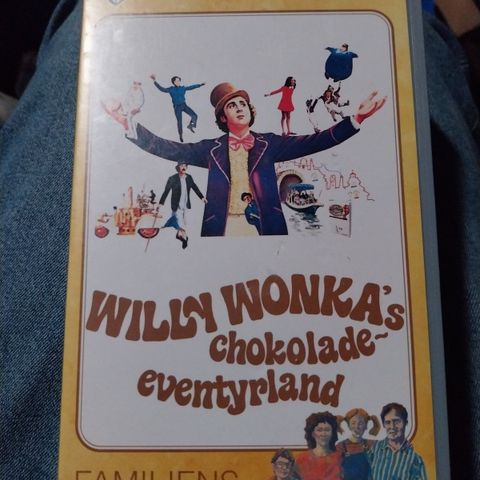 WILLY WONKA's
chokolade~
eventyrland
FAMILIENS